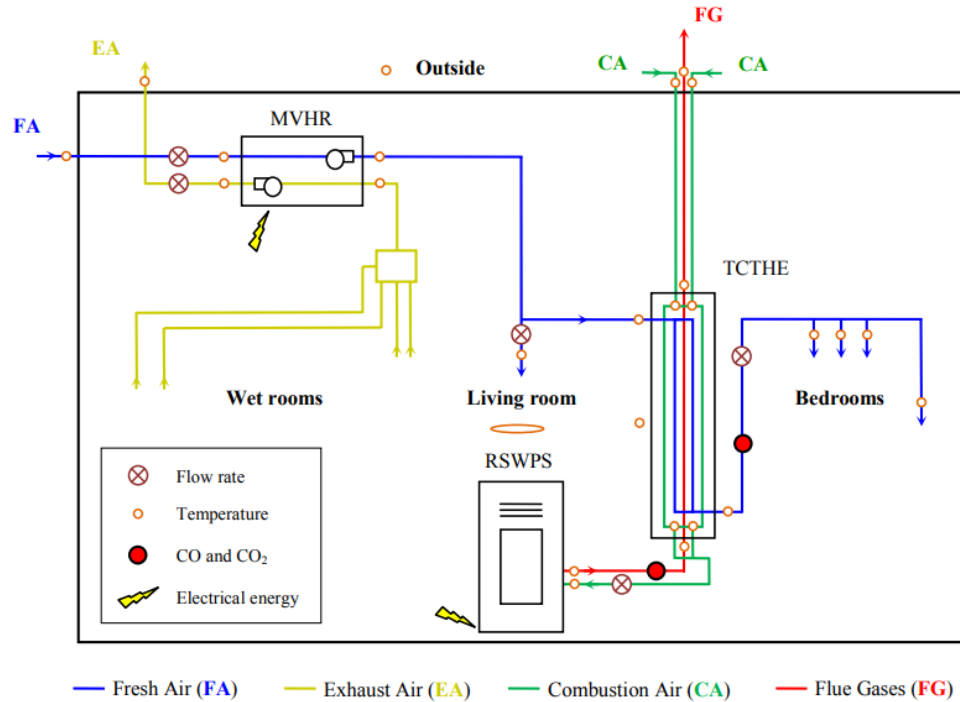 FG
EA
Outside
CA
CA
MVHR
FA
TCTHE
Wet rooms
Living room
Bedrooms
RSWPS
Flow rate
Temperature
CO and CO₂
Electrical energy
Fresh Air (FA)
Exhaust Air (EA)
Combustion Air (CA)
Flue Gases (FG)